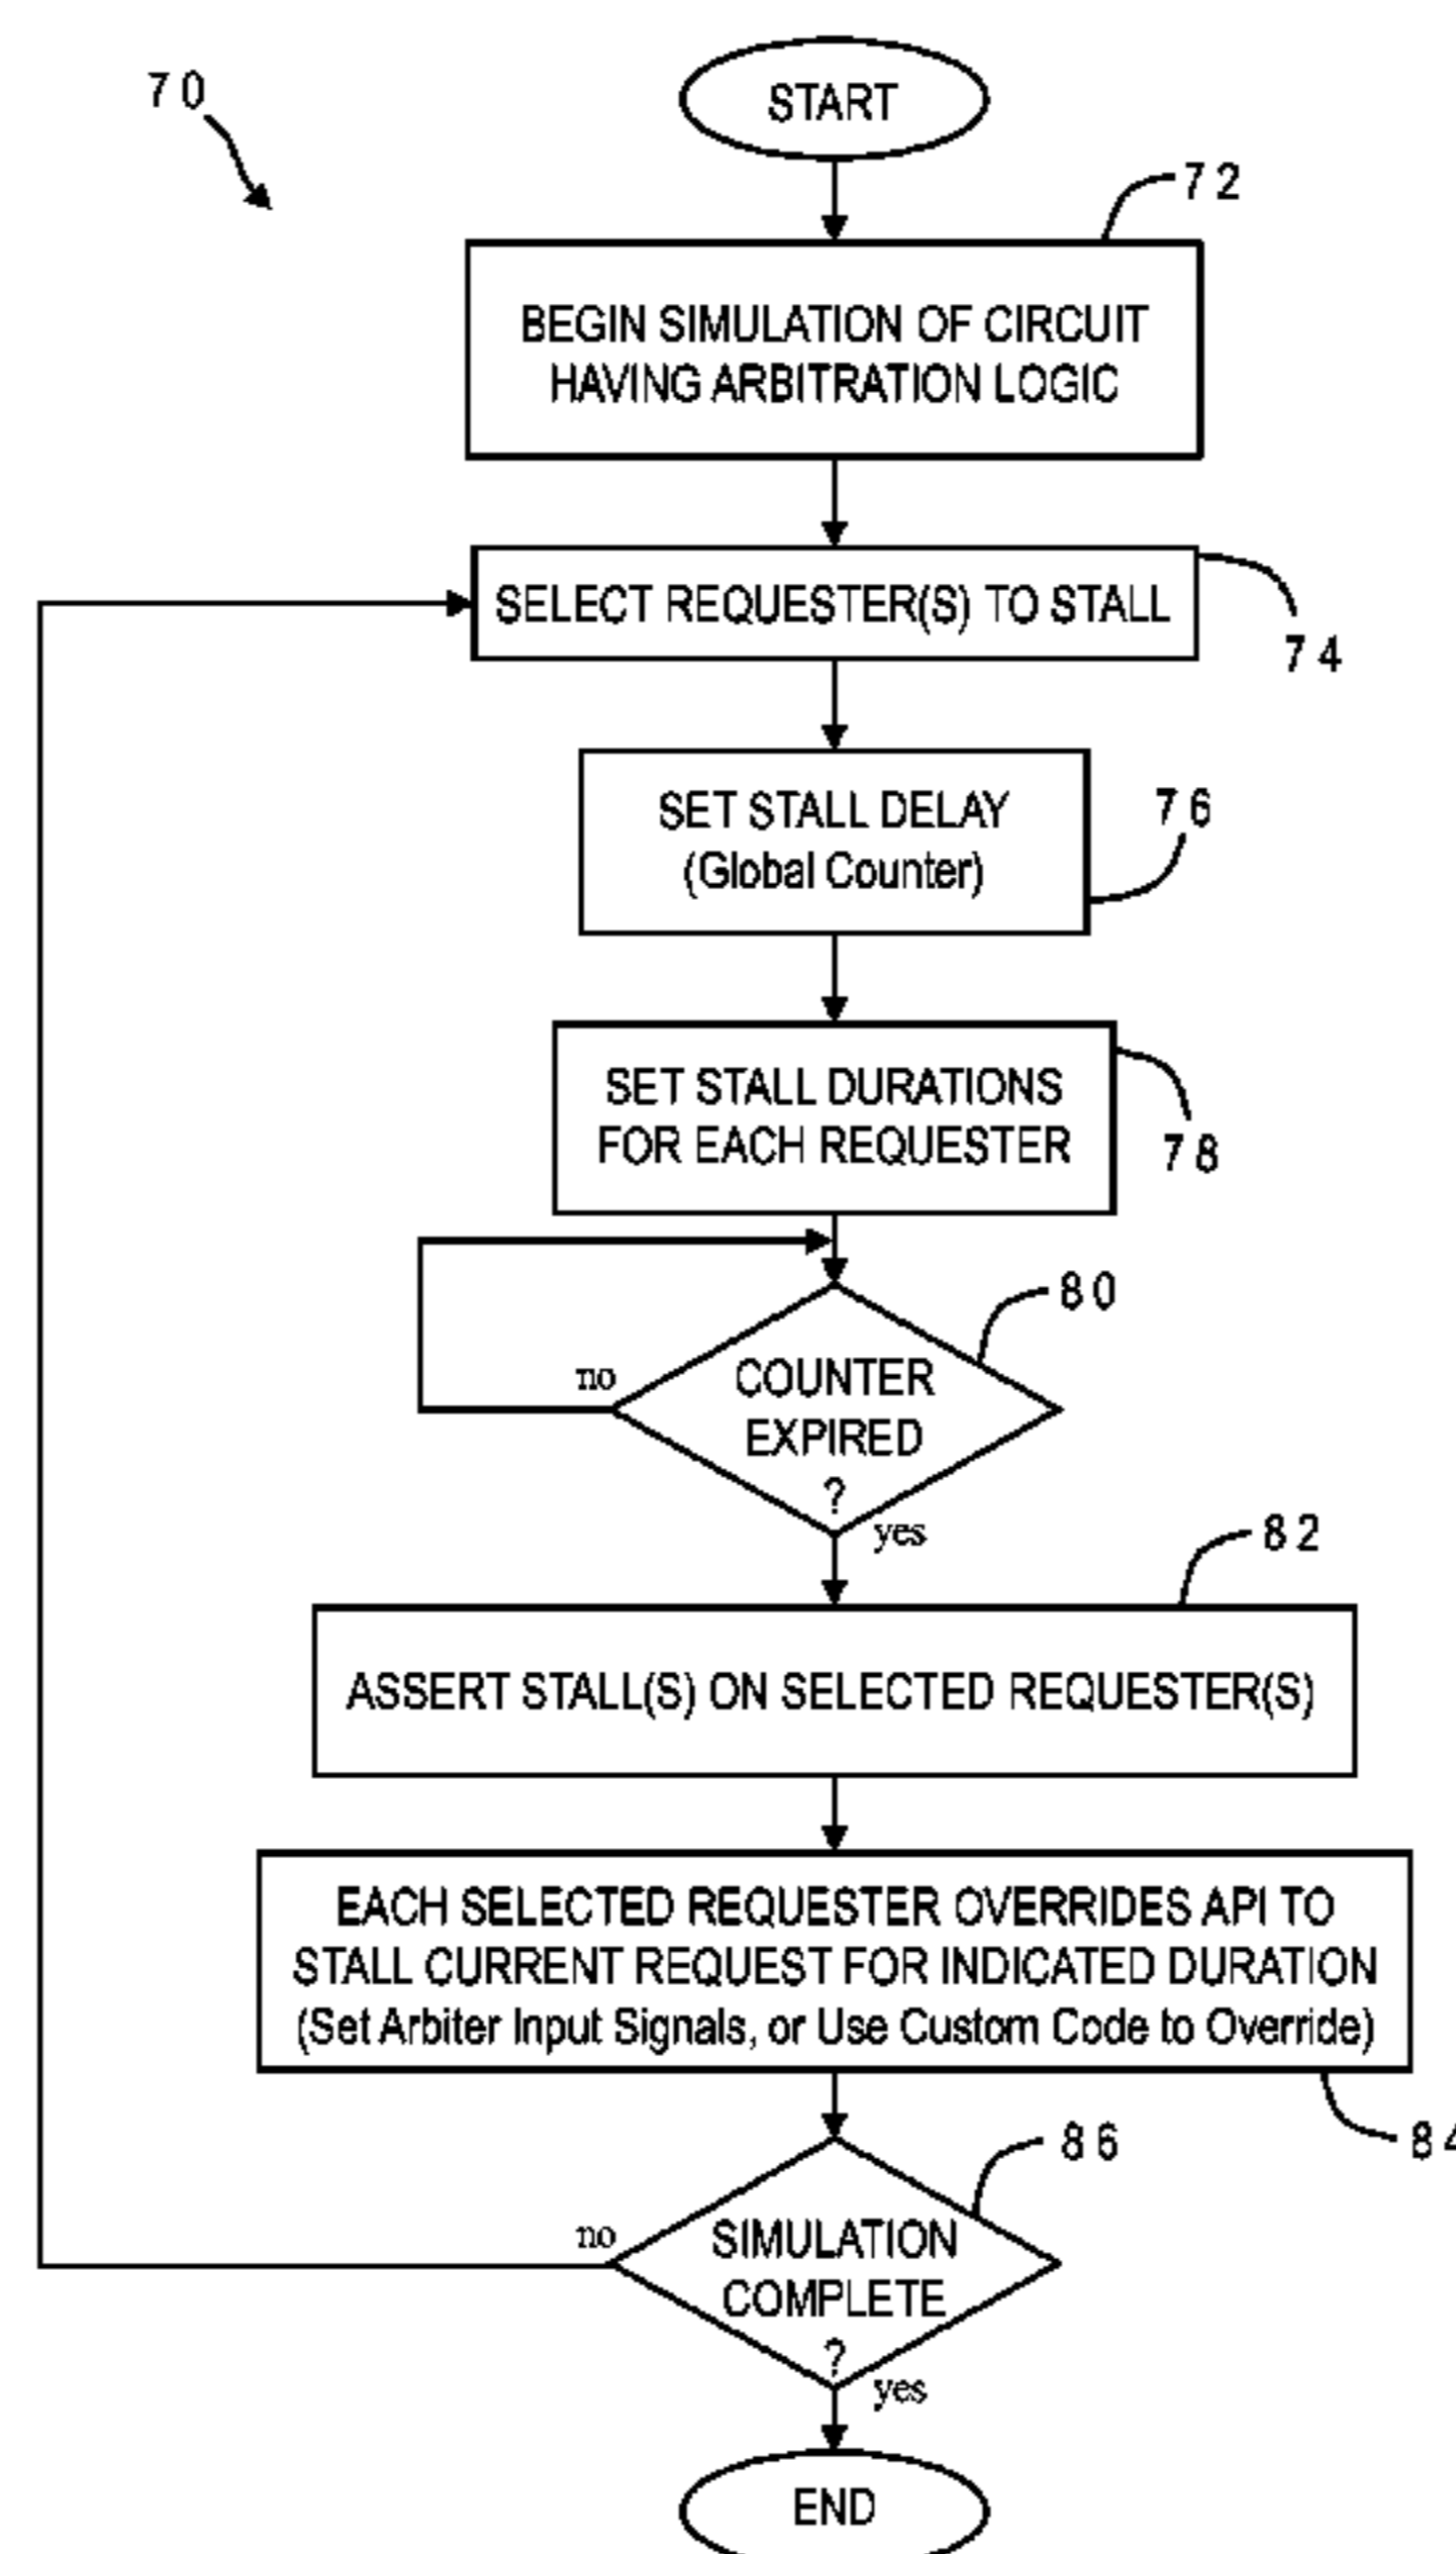 70
START
72
BEGIN SIMULATION OF CIRCUIT
HAVING ARBITRATION LOGIC
SELECT REQUESTER(S) TO STALL
74
SET STALL DELAY
(Global Counter)
76
SET STALL DURATIONS
FOR EACH REQUESTER
78
80
no
COUNTER
EXPIRED
?
yes
82
ASSERT STALL(S) ON SELECTED REQUESTER(S)
EACH SELECTED REQUESTER OVERRIDES API TO
STALL CURRENT REQUEST FOR INDICATED DURATION
(Set Arbiter Input Signals, or Use Custom Code to Override)
84
86
no
SIMULATION
COMPLETE
?
yes
END